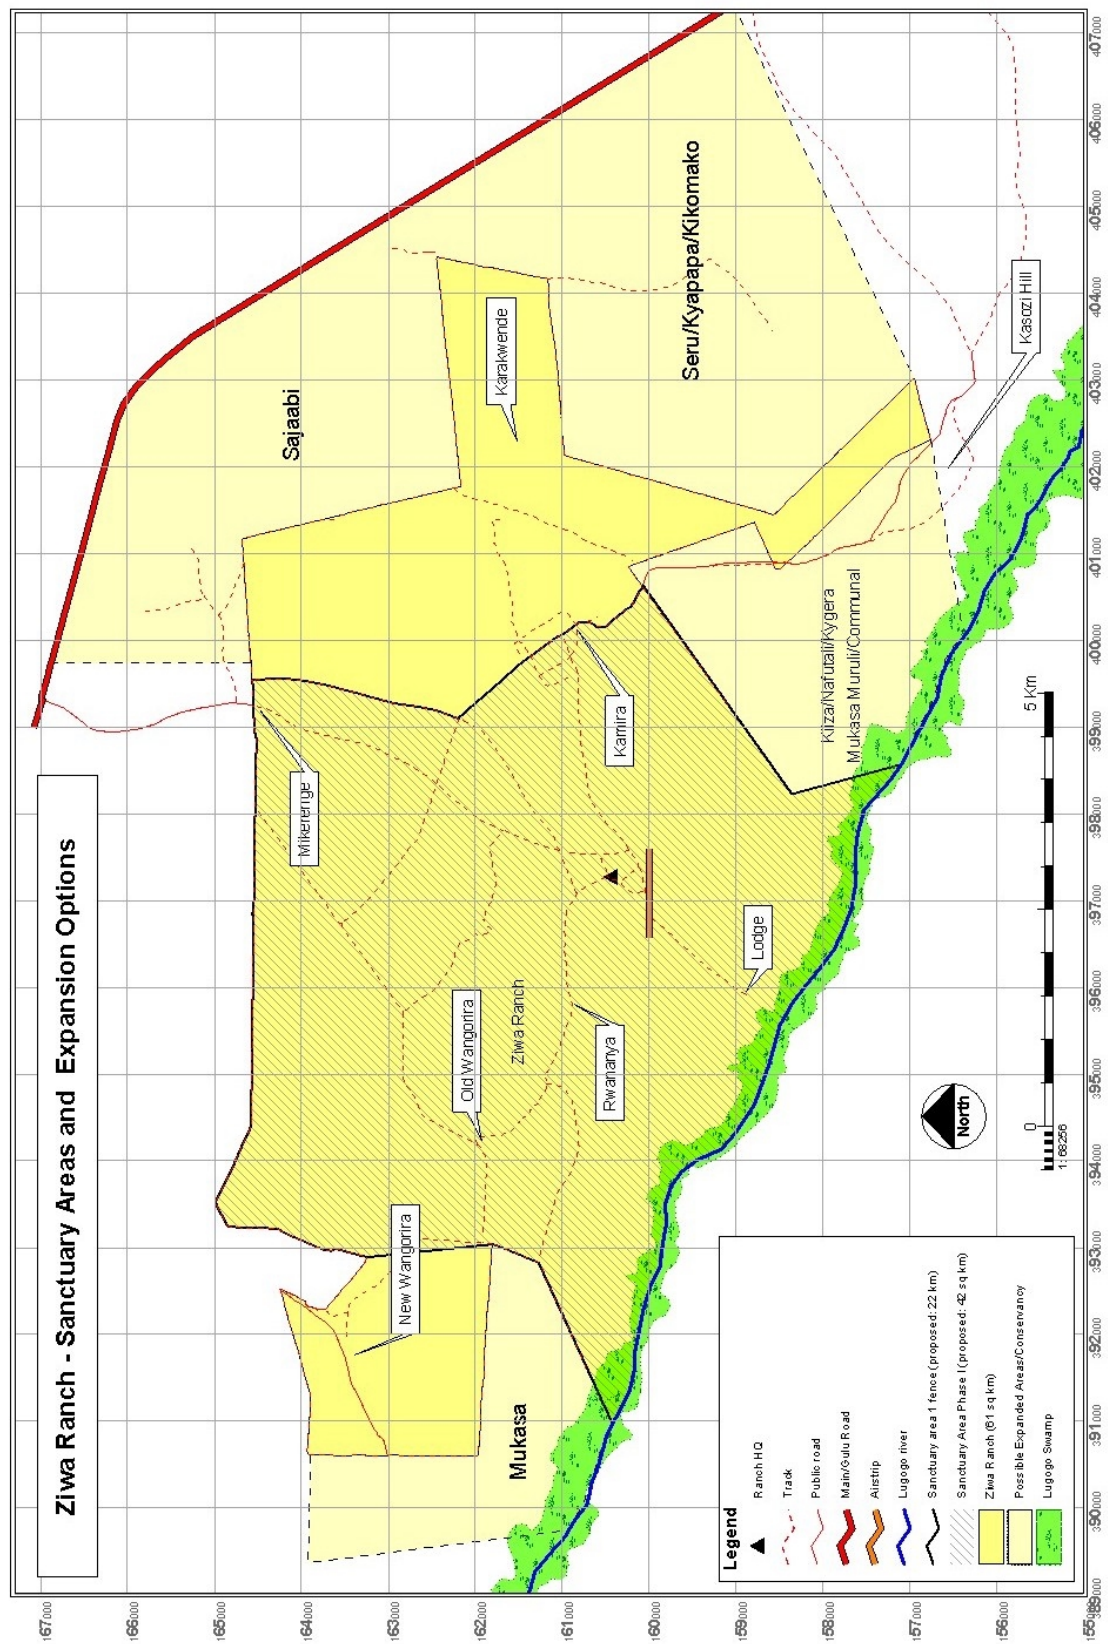 Ziwa Ranch - Sanctuary Areas and Expansion Options
167000
166000
165000
164000
163000
162000
161000
160000
159000
158000
157000
156000
155000
389000
390000
391000
392000
393000
394000
395000
396000
397000
398000
399000
400000
401000
402000
403000
404000
405000
406000
407000
Sajaabi
Karakwende
Seru/Kyapapa/Kikomako
Mikererrge
Kamira
New Wangorira
Old Wangorira
Ziwa Ranch
Rwananya
Lodge
Mukasa
Kiiza/Nafutali/Kygera
Mukasa Muruli/Communal
Kasozi Hill
North
0
5 Km
1:68256
Legend
Ranch HQ
Track
Public road
Main/Gulu Road
Airstrip
Lugogo river
Sanctuary area 1 fence (proposed: 22 km)
Sanctuary Area Phase I (proposed: 42 sq km)
Ziwa Ranch (61 sq km)
Possible Expanded Areas/Conservancy
Lugogo Swamp